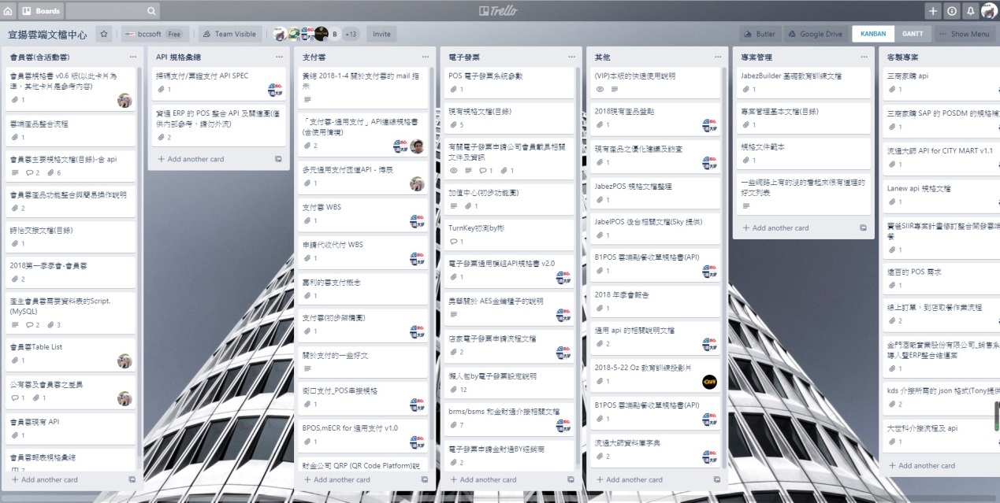 Boards
Trello
宣揚雲端文檔中心
bccsoft Free
Team Visible
B
+13
Invite
Butler
Google Drive
KANBAN
GANTT
Show Menu
會員雲(含活動雲)
會員雲規格書 v0.6 版(以此卡片為
準，其他卡片是參考內容)
1
雲端產品整合流程
1
會員雲主要規格文檔(目錄)-含 api
2 6
會員雲產品功能整合與簡易操作說明
2
詩怡交接文檔(目錄)
1
2018第一季季會-會員雲
2
產生會員雲需要資料表的Script.
(MySQL)
2 3
會員雲Table List
1
公有雲及會員雲之差異
1 1
會員雲現有 API
1
會員雲報表規格彙總
+ Add another card
API 規格彙總
掃碼支付/票證支付 API SPEC
1
資通 ERP 的 POS 整合 API 及關連圖(僅
供內部參考，請勿外流)
2
+ Add another card
支付雲
黃總 2018-1-4 關於支付雲的 mail 指
示
「支付雲-通用支付」API連線規格書
(含使用情境)
2
多元通用支付西道API - 博辰
1
支付雲 WBS
1
申請代收代付 WBS
1
嘉利的雲支付概念
1
支付雲(初步架構圖)
1
關於支付的一些好文
街口支付_POS串接規格
1
BPOS,mECR for 通用支付 v1.0
1
財金公司 QRP (QR Code Platform)說
+ Add another card
電子發票
POS 電子發票系統參數
1
現有規格文檔(目錄)
5
有關電子發票申請公司會員載具相關
文件及資訊
1 1
加值中心(初步功能圖)
1
TurnKey初測by彬
1
電子發票通用模組API規格書 v2.0
1
勇華關於 AES金鑰種子的說明
店家電子發票申請流程文檔
2
懶人包by電子發票設定說明
12
brms/bsms 和金財通介接相關文檔
7
電子發票申請金財通BY經銷商
2
+ Add another card
其他
(VIP)本版的快速使用說明
2018現有產品盤點
1
現有產品之優化建議及訪查
1
JabezPOS 規格文檔整理
1
JabelPOS 後台相關文檔(Sky 提供)
1
B1POS 雲端點餐收單規格書(API)
1
2018 年季會報告
1
通用 api 的相關說明文檔
2
2018-5-22 Oz 教育訓練投影片
1
B1POS 雲端點餐收單規格書(API)
1
流通大師資料庫字典
2
+ Add another card
專案管理
JabezBuilder 基礎教育訓練文檔
1
專案管理基本文檔(目錄)
1
規格文件範本
1
一些網路上有的沒的看起來很有道理的
好文列表
+ Add another card
客製專案
三商家購 api
1
三商家購 SAP 的 POSDM 的規格補
1
流通大師 API for CITY MART v1.1
1
Lanew api 規格文檔
1
寶爸SIIR專案計量修訂整合開發雲端
餐
1
遠百的 POS 需求
1
線上訂單，到店取餐作業流程
2
金門酒廠實業股份有限公司_銷售系
導入暨ERP整合維運案
1
kds 介接所需的 json 格式(Tony提供
2
大世科介接流程及 api
1
+ Add another card